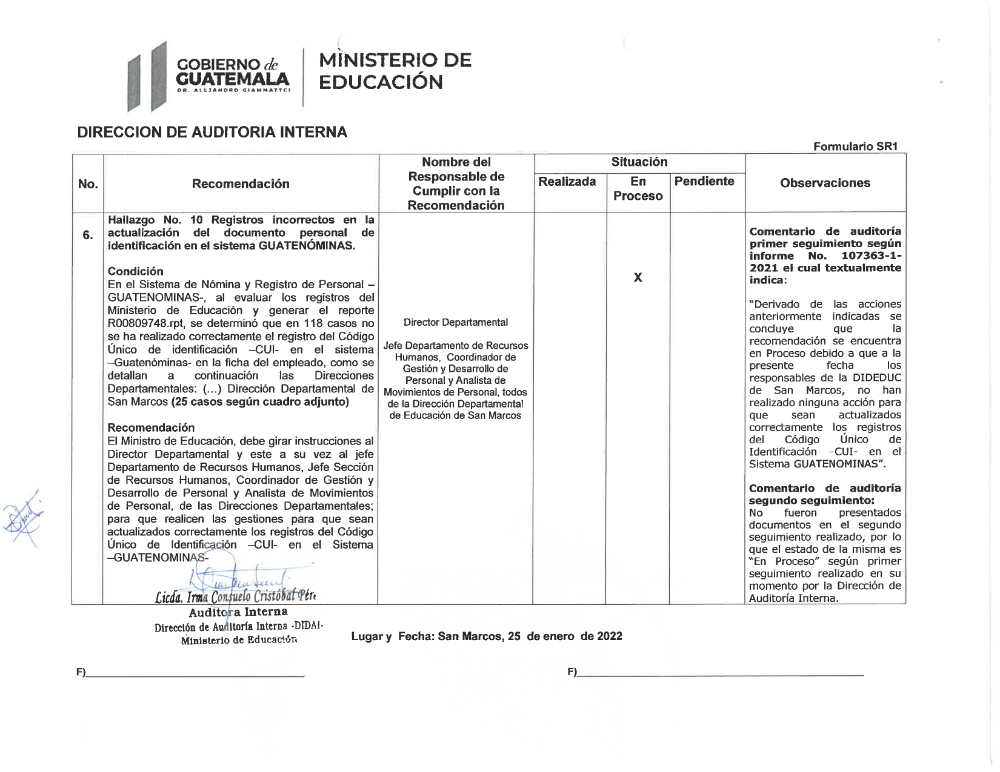 GOBIERNO de
GUATEMALA
DR. ALEJANDRO GIAMMATTEI
MINISTERIO DE
EDUCACIÓN
DIRECCION DE AUDITORIA INTERNA
Formulario SR1
No.
Recomendación
Nombre del
Responsable de
Cumplir con la
Recomendación
Situación
Realizada
En
Proceso
Pendiente
Observaciones
6.
Hallazgo No. 10 Registros incorrectos en la
actualización del documento personal de
identificación en el sistema GUATENÓMINAS.
Condición
En el Sistema de Nómina y Registro de Personal –
GUATENOMINAS-, al evaluar los registros del
Ministerio de Educación y generar el reporte
R00809748.rpt, se determinó que en 118 casos no
se ha realizado correctamente el registro del Código
Único de identificación –CUI- en el sistema
–Guatenóminas- en la ficha del empleado, como se
detallan a continuación las Direcciones
Departamentales: (...) Dirección Departamental de
San Marcos (25 casos según cuadro adjunto)
Recomendación
El Ministro de Educación, debe girar instrucciones al
Director Departamental y este a su vez al jefe
Departamento de Recursos Humanos, Jefe Sección
de Recursos Humanos, Coordinador de Gestión y
Desarrollo de Personal y Analista de Movimientos
de Personal, de las Direcciones Departamentales;
para que realicen las gestiones para que sean
actualizados correctamente los registros del Código
Único de Identificación –CUI- en el Sistema
–GUATENOMINAS-
Director Departamental
Jefe Departamento de Recursos
Humanos, Coordinador de
Gestión y Desarrollo de
Personal y Analista de
Movimientos de Personal, todos
de la Dirección Departamental
de Educación de San Marcos
X
Comentario de auditoría
primer seguimiento según
informe No. 107363-1-
2021 el cual textualmente
indica:
"Derivado de las acciones
anteriormente indicadas se
concluye que la
recomendación se encuentra
en Proceso debido a que a la
presente fecha los
responsables de la DIDEDUC
de San Marcos, no han
realizado ninguna acción para
que sean actualizados
correctamente los registros
del Código Único de
Identificación –CUI- en el
Sistema GUATENOMINAS".
Comentario de auditoría
segundo seguimiento:
No fueron presentados
documentos en el segundo
seguimiento realizado, por lo
que el estado de la misma es
"En Proceso" según primer
seguimiento realizado en su
momento por la Dirección de
Auditoría Interna.
Licda. Irma Consuelo Cristóbal
Auditora Interna
Dirección de Auditoría Interna -DIDAI-
Ministerio de Educación
Lugar y Fecha: San Marcos, 25 de enero de 2022
F)
F)